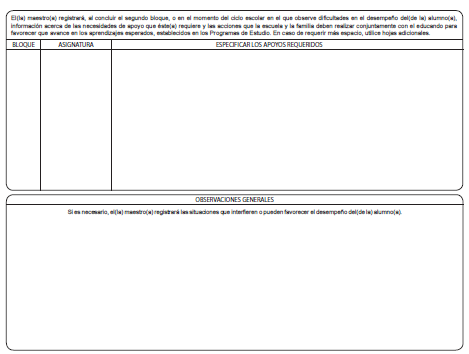 El(la) maestro(a) registrará, al concluir el segundo bloque, o en el momento del ciclo escolar en el que observe dificultades en el desempeño del(de la) alumno(a),
información acerca de las necesidades de apoyo que éste(a) requiere y las acciones que la escuela y la familia deben realizar conjuntamente con el educando para
favorecer que avance en los aprendizajes esperados, establecidos en los Programas de Estudio. En caso de requerir más espacio, utilice hojas adicionales.
BLOQUE ASIGNATURA ESPECIFICAR LOS APOYOS REQUERIDOS
OBSERVACIONES GENERALES
Si es necesario, el(la) maestro(a) registrará las situaciones que interfieren o pueden favorecer el desempeño del(de la) alumno(a).